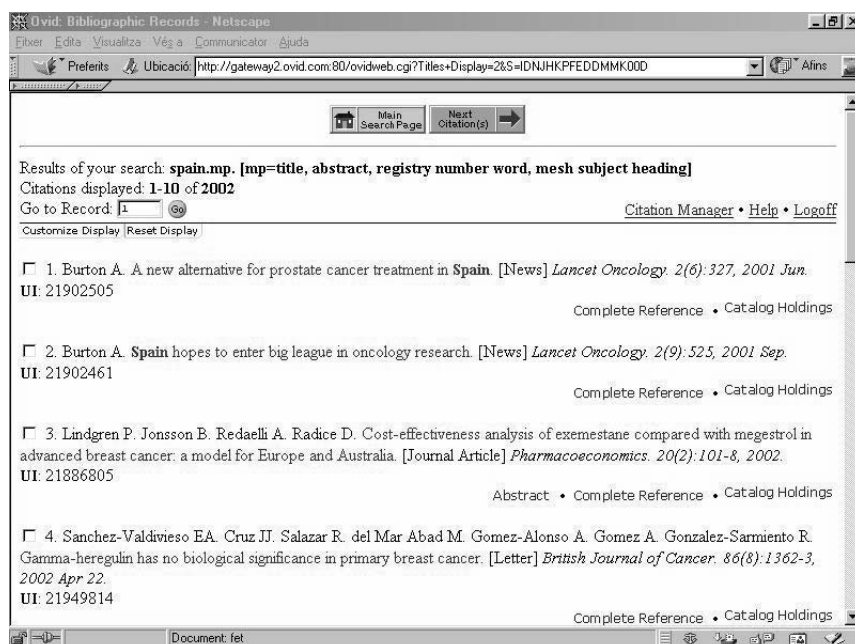 Ovid: Bibliographic Records - Netscape
Fitxer Edita Visualitza Vés a Communicator Ajuda
Preferits Ubicació: http://gateway2.ovid.com:80/ovidweb.cgi?Titles+Display=2&S=IDNJHKPFEDDMMK00D Afins
Main Search Page Next Citation(s)
Results of your search: spain.mp. [mp=title, abstract, registry number word, mesh subject heading]
Citations displayed: 1-10 of 2002
Go to Record: 1 Go Citation Manager • Help • Logoff
Customize Display Reset Display
1. Burton A. A new alternative for prostate cancer treatment in Spain. [News] Lancet Oncology. 2(6):327, 2001 Jun.
UI: 21902505
Complete Reference • Catalog Holdings
2. Burton A. Spain hopes to enter big league in oncology research. [News] Lancet Oncology. 2(9):525, 2001 Sep.
UI: 21902461
Complete Reference • Catalog Holdings
3. Lindgren P. Jonsson B. Redaelli A. Radice D. Cost-effectiveness analysis of exemestane compared with megestrol in
advanced breast cancer: a model for Europe and Australia. [Journal Article] Pharmacoeconomics. 20(2):101-8, 2002.
UI: 21886805
Abstract • Complete Reference • Catalog Holdings
4. Sanchez-Valdivieso EA. Cruz JJ. Salazar R. del Mar Abad M. Gomez-Alonso A. Gomez A. Gonzalez-Sarmiento R.
Gamma-heregulin has no biological significance in primary breast cancer. [Letter] British Journal of Cancer. 86(8):1362-3,
2002 Apr 22.
UI: 21949814
Complete Reference • Catalog Holdings
Document: fet